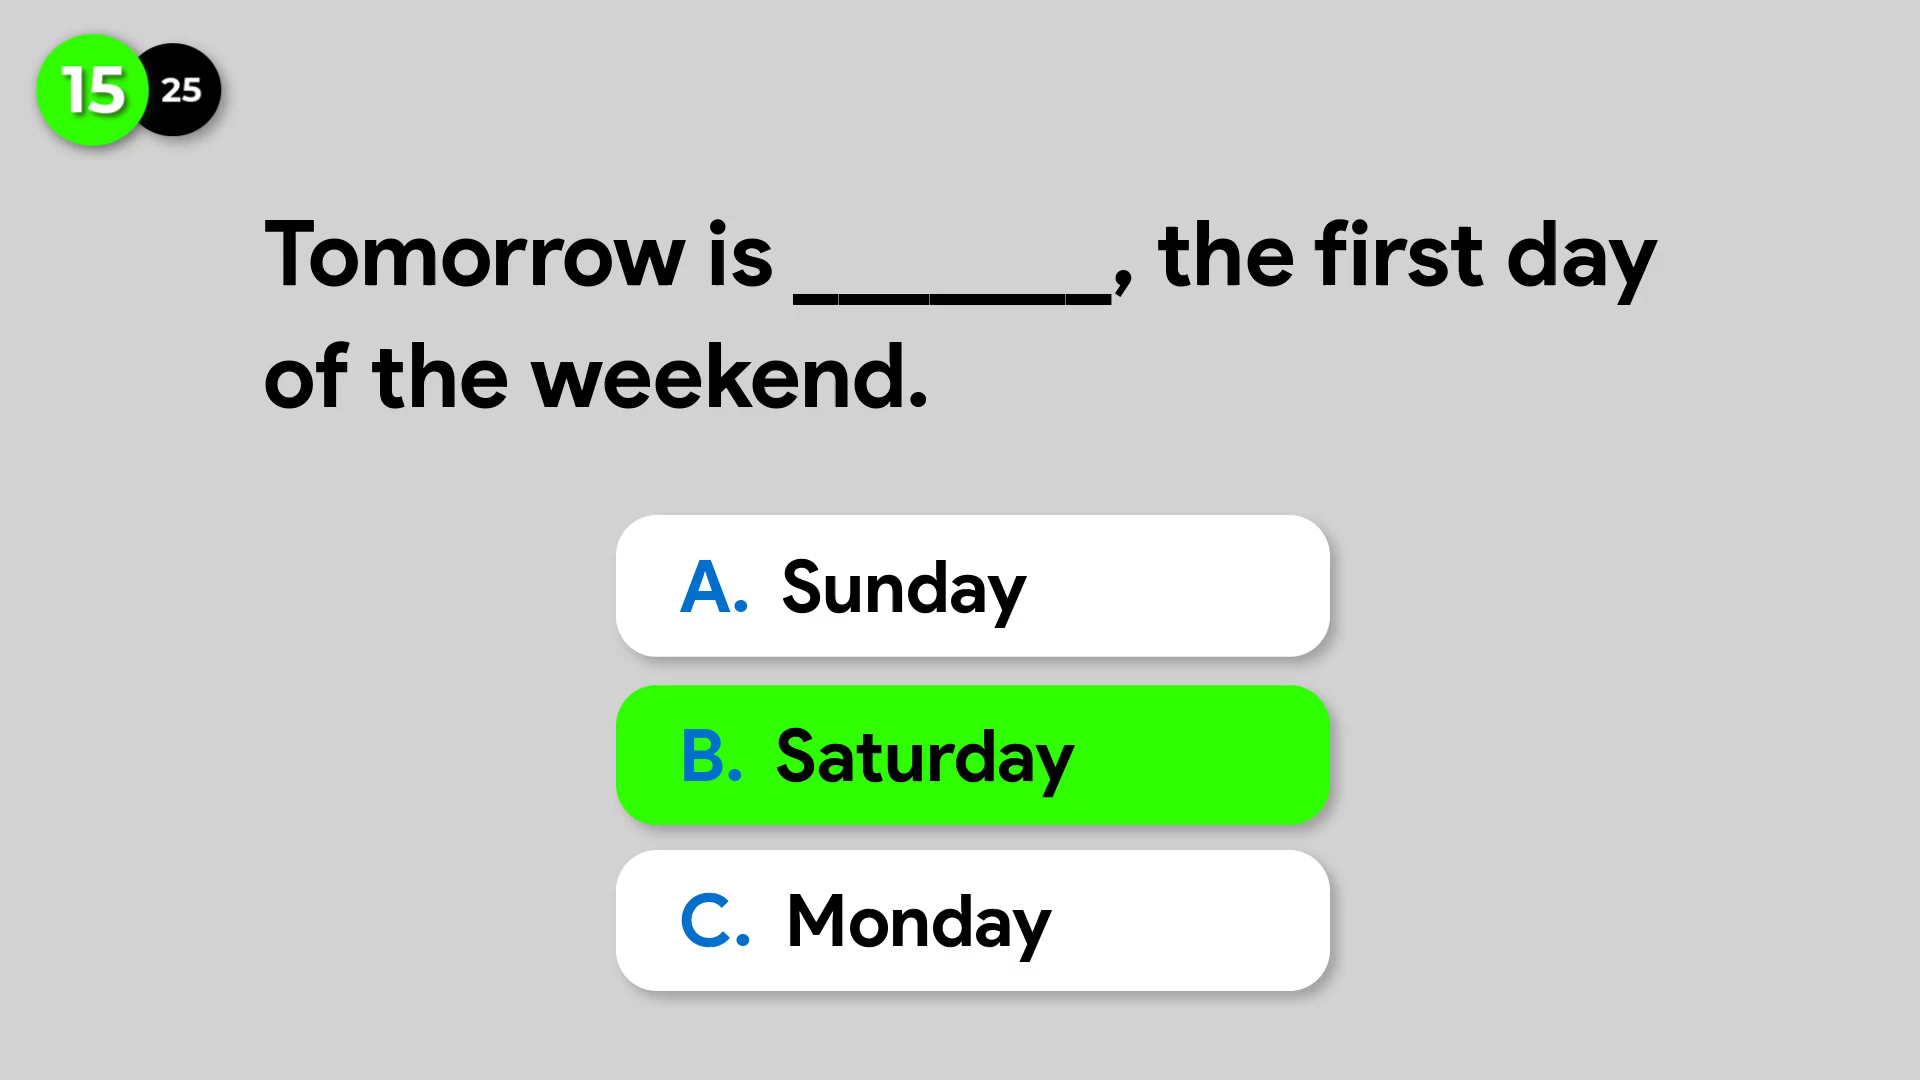 15 25
Tomorrow is _______, the first day
of the weekend.
A. Sunday
B. Saturday
C. Monday